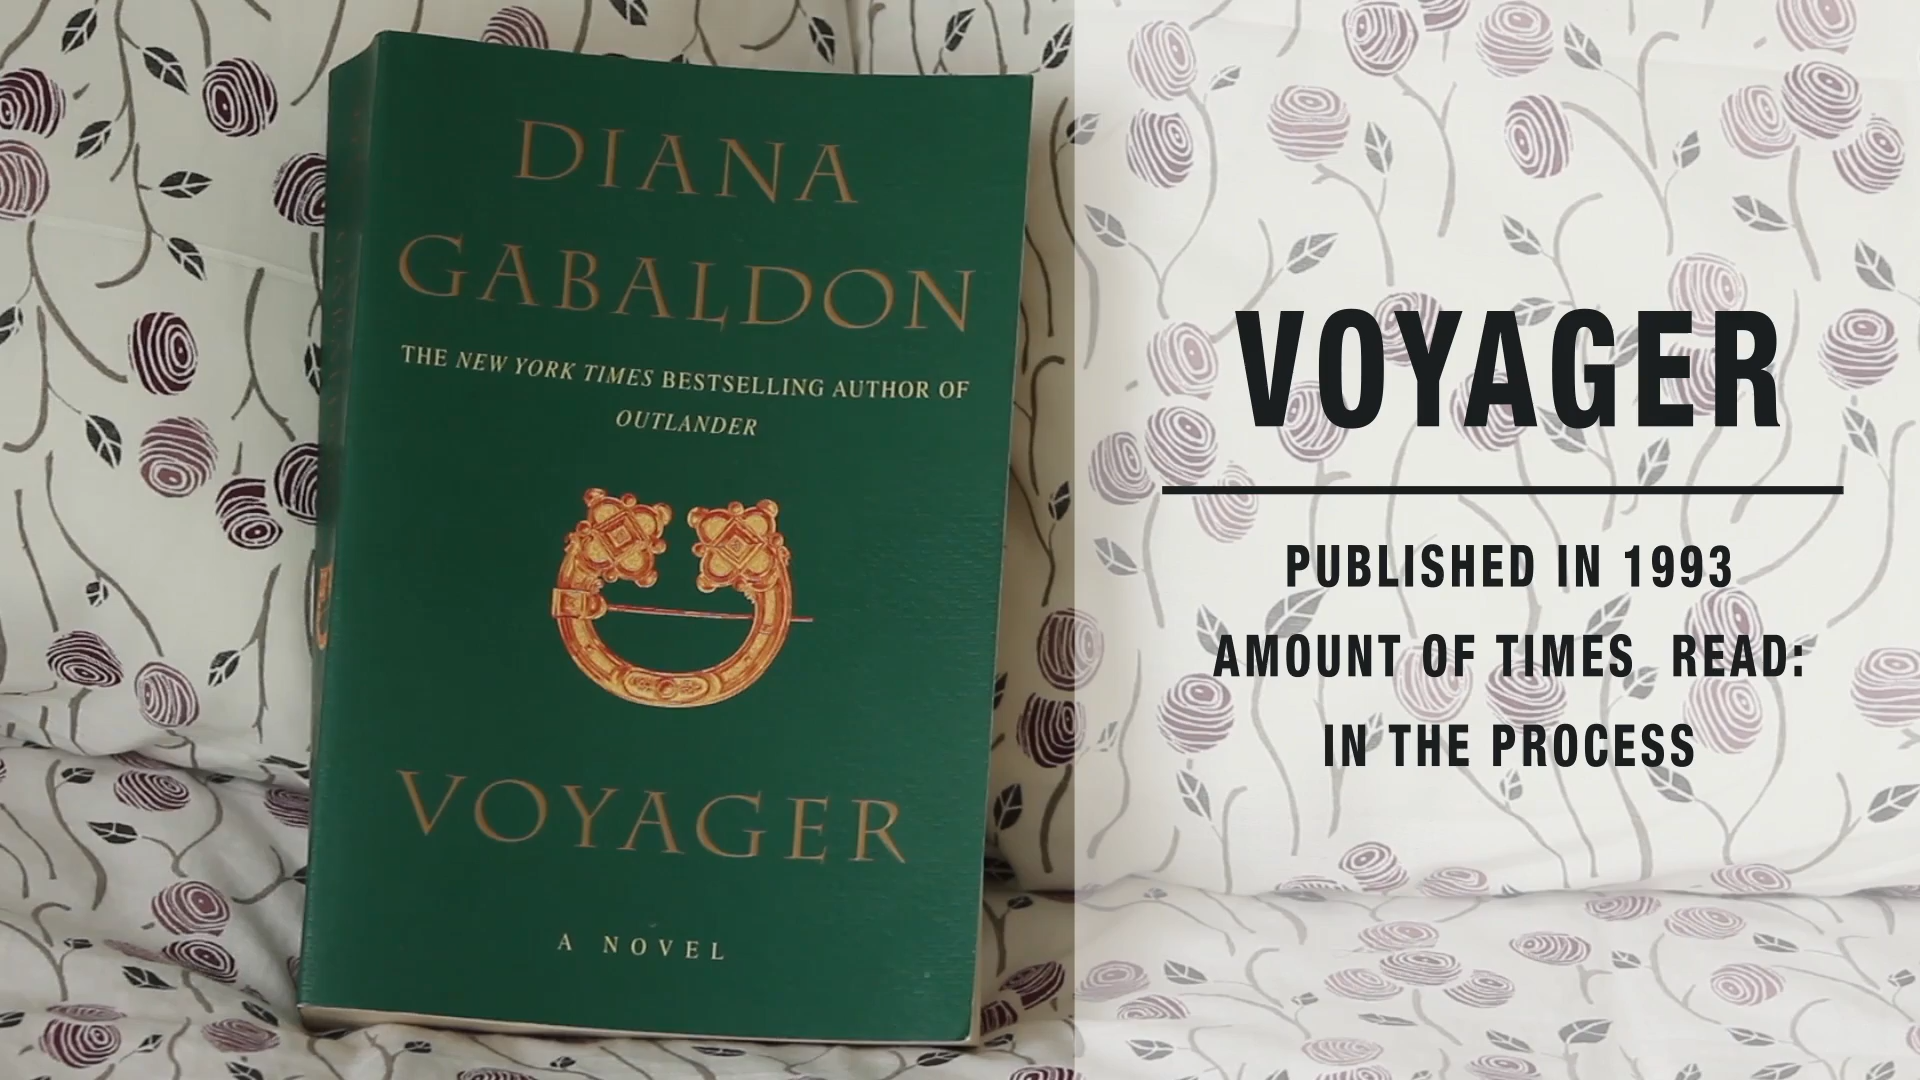 DIANA
GABALDON
THE NEW YORK TIMES BESTSELLING AUTHOR OF
OUTLANDER
VOYAGER
A NOVEL
VOYAGER
PUBLISHED IN 1993
AMOUNT OF TIMES READ:
IN THE PROCESS